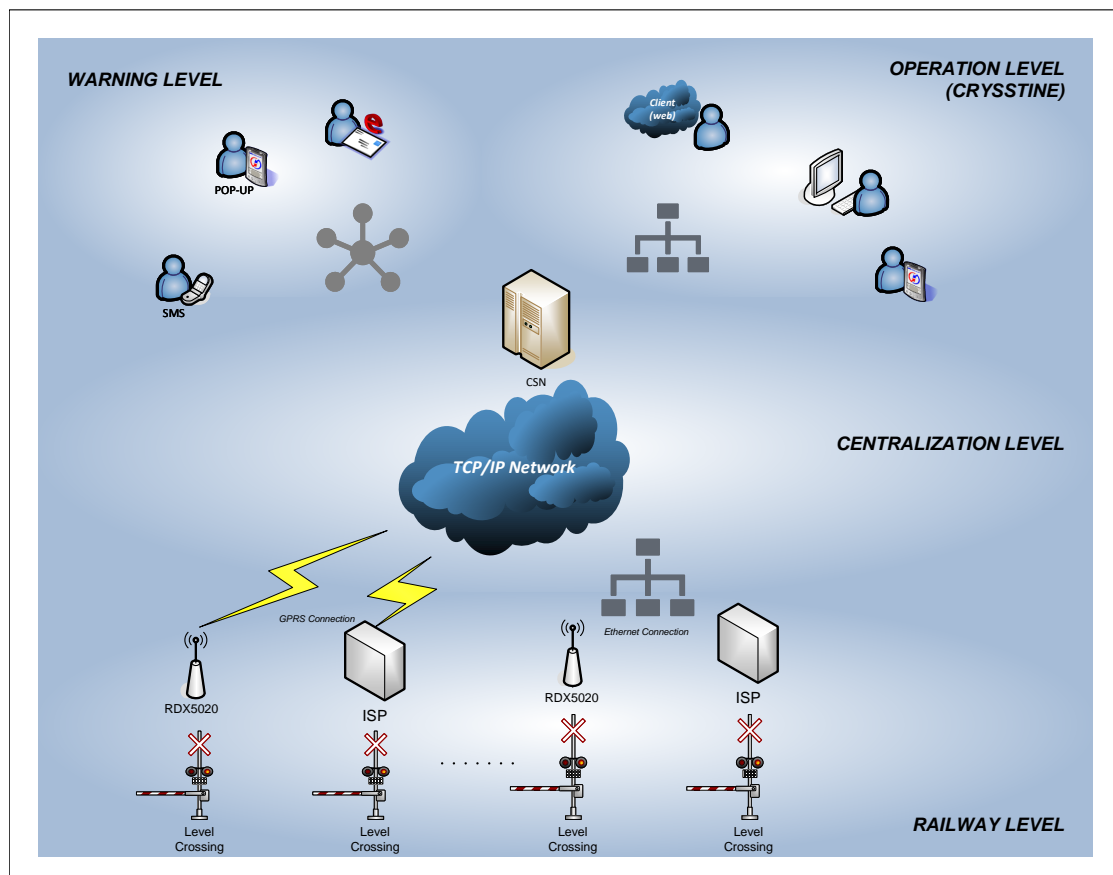 WARNING LEVEL
OPERATION LEVEL
(CRYSSTINE)
Client
(web)
e
POP-UP
SMS
CSN
TCP/IP Network
CENTRALIZATION LEVEL
GPRS Connection
Ethernet Connection
RDX5020
ISP
RDX5020
ISP
. . . . . . .
Level
Crossing
Level
Crossing
Level
Crossing
Level
Crossing
RAILWAY LEVEL